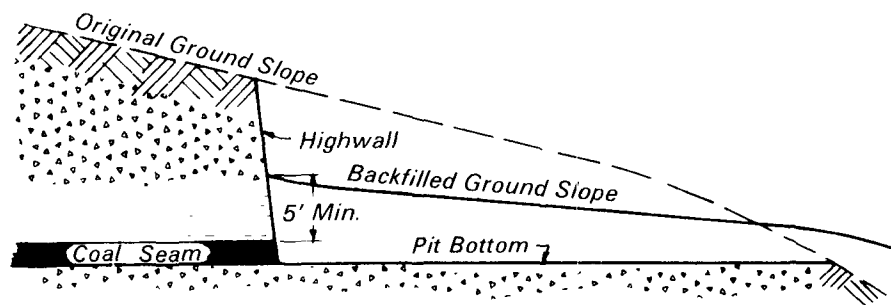 Original Ground Slope
Highwall
Backfilled Ground Slope
5' Min.
Pit Bottom
Coal Seam